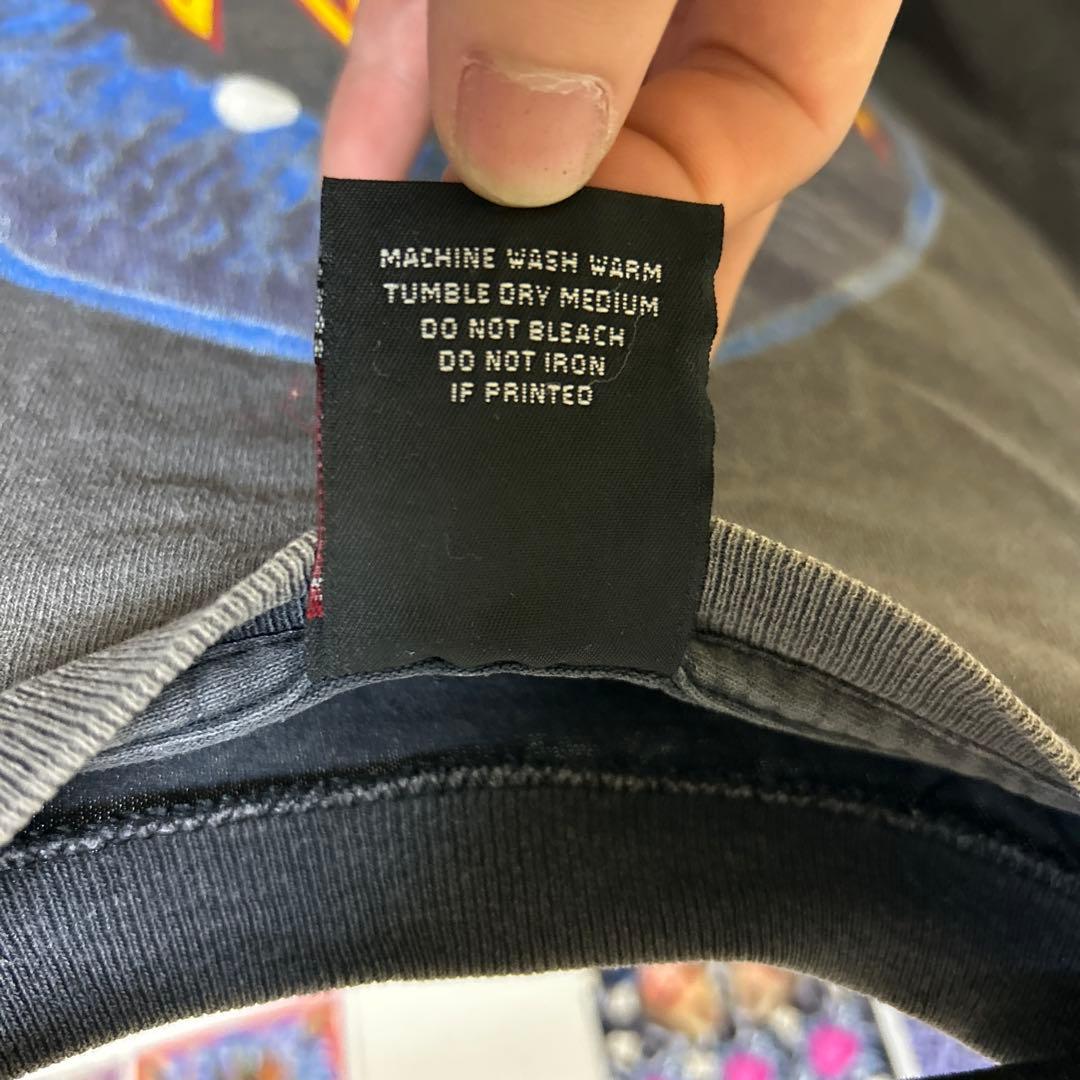 MACHINE WASH WARM
TUMBLE DRY MEDIUM
DO NOT BLEACH
DO NOT IRON
IF PRINTED